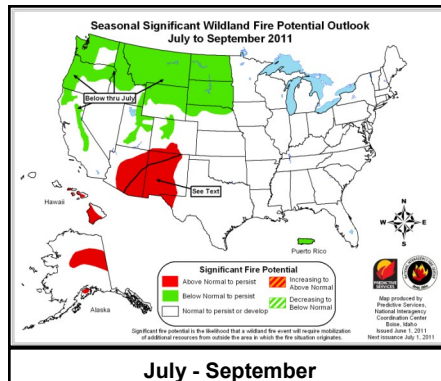 Seasonal Significant Wildland Fire Potential Outlook
July to September 2011
Below thru July
See Text
Hawaii
Alaska
Puerto Rico
N
W
E
S
Significant Fire Potential
Above Normal to persist
Below Normal to persist
Normal to persist or develop
Increasing to
Above Normal
Decreasing to
Below Normal
PREDICTIVE
SERVICES
Map produced by
Predictive Services,
National Interagency
Coordination Center
Boise, Idaho
Issued June 1, 2011
Next issuance July 1, 2011
Significant fire potential is the likelihood that a wildland fire event will require mobilization
of additional resources from outside the area in which the fire situation originates.
July - September